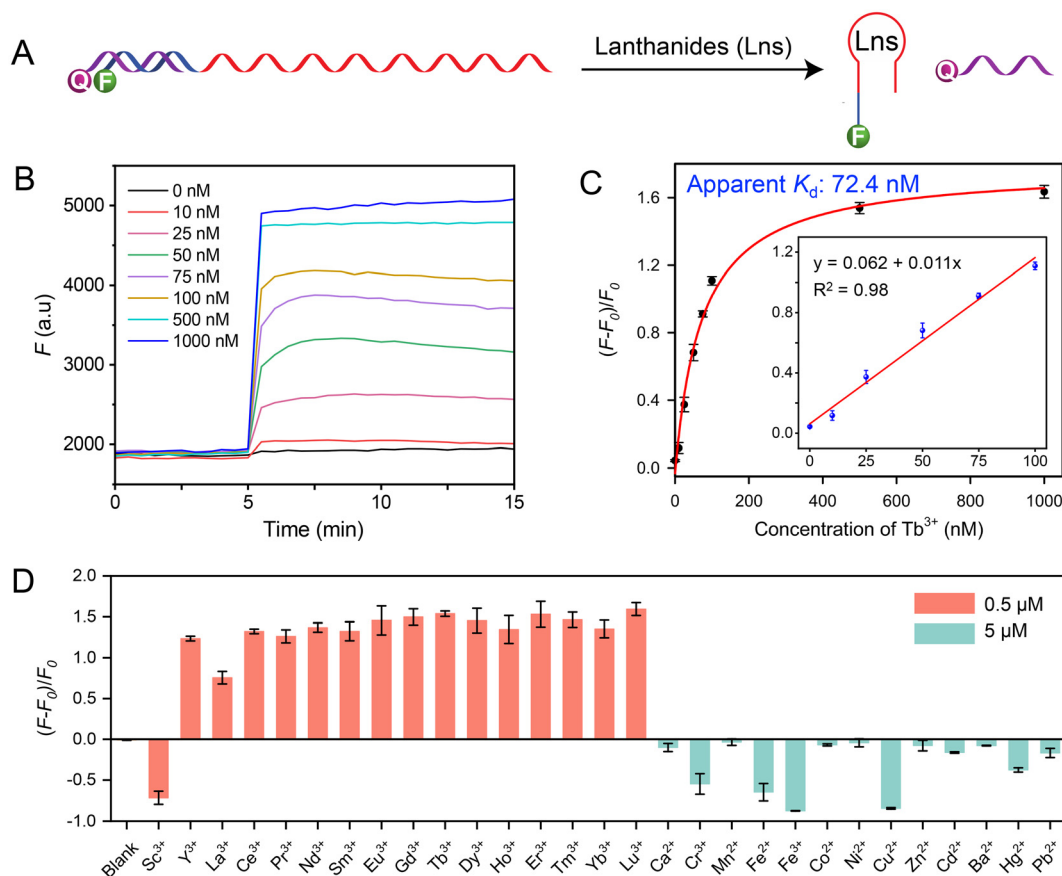 A
Q F
Lanthanides (Lns)
Lns
F
Q
B
0 nM
10 nM
25 nM
50 nM
75 nM
100 nM
500 nM
1000 nM
F (a.u)
5000
4000
3000
2000
0 5 10 15
Time (min)
C
Apparent Kd: 72.4 nM
(F-F0)/F0
1.6
1.2
0.8
0.4
0.0
y = 0.062 + 0.011x
R² = 0.98
1.2
0.8
0.4
0.0
0 25 50 75 100
0 200 400 600 800 1000
Concentration of Tb³⁺ (nM)
D
(F-F0)/F0
2.0
1.5
1.0
0.5
0.0
-0.5
-1.0
0.5 µM
5 µM
Blank Sc³⁺ Y³⁺ La³⁺ Ce³⁺ Pr³⁺ Nd³⁺ Sm³⁺ Eu³⁺ Gd³⁺ Tb³⁺ Dy³⁺ Ho³⁺ Er³⁺ Tm³⁺ Yb³⁺ Lu³⁺ Ca²⁺ Cr³⁺ Mn²⁺ Fe²⁺ Fe³⁺ Co²⁺ Ni²⁺ Cu²⁺ Zn²⁺ Cd²⁺ Ba²⁺ Hg²⁺ Pb²⁺